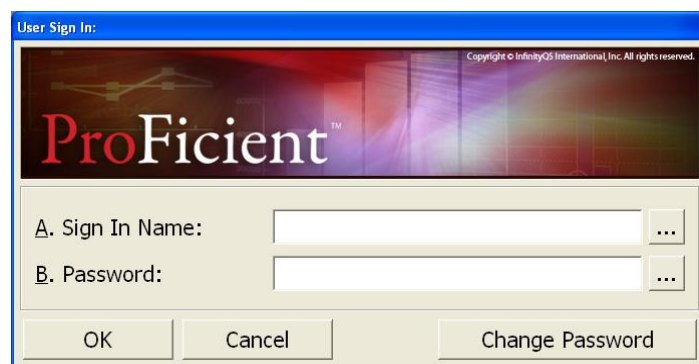 User Sign In:
Copyright © InfinityQS International, Inc. All rights reserved.
ProFicient™
A. Sign In Name:
...
B. Password:
...
OK Cancel Change Password